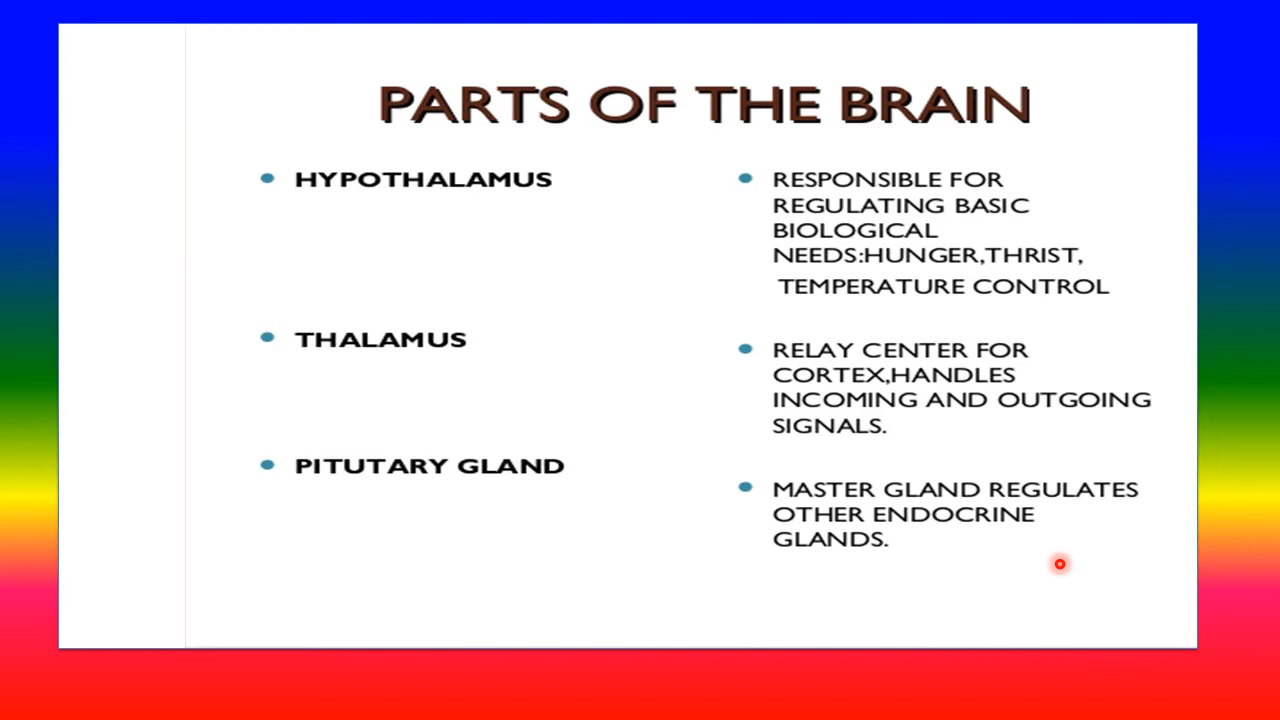 PARTS OF THE BRAIN
HYPOTHALAMUS
RESPONSIBLE FOR
REGULATING BASIC
BIOLOGICAL
NEEDS:HUNGER,THRIST,
TEMPERATURE CONTROL
THALAMUS
RELAY CENTER FOR
CORTEX,HANDLES
INCOMING AND OUTGOING
SIGNALS.
PITUTARY GLAND
MASTER GLAND REGULATES
OTHER ENDOCRINE
GLANDS.